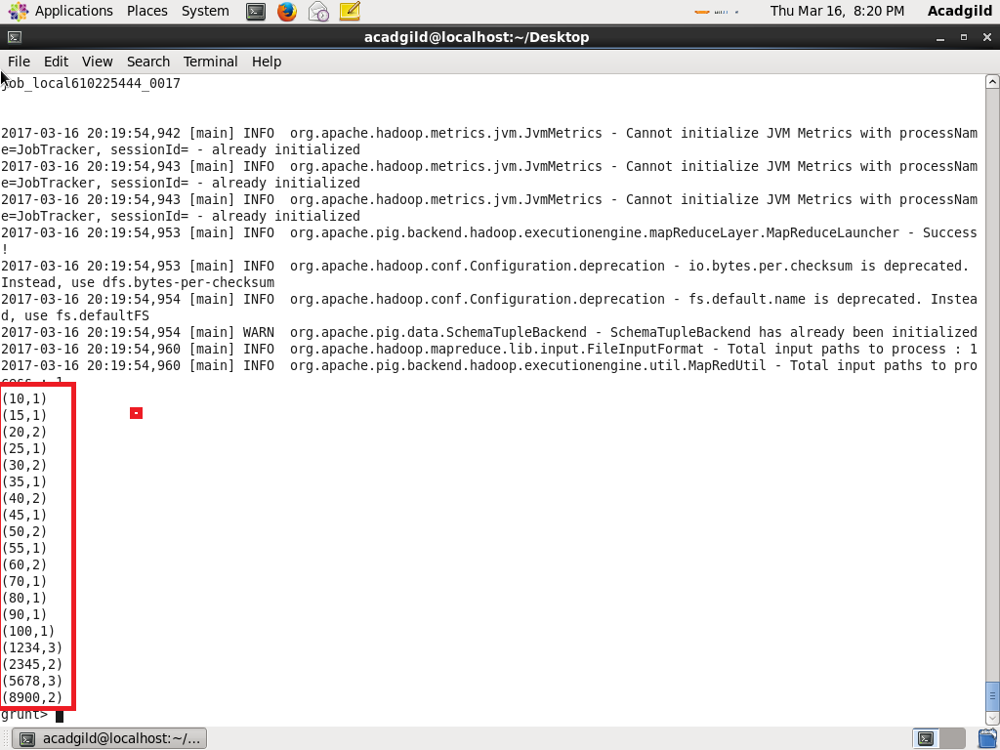 Applications Places System Thu Mar 16, 8:20 PM Acadgild
acadgild@localhost:~/Desktop
File Edit View Search Terminal Help
job_local610225444_0017
2017-03-16 20:19:54,942 [main] INFO  org.apache.hadoop.metrics.jvm.JvmMetrics - Cannot initialize JVM Metrics with processNam
e=JobTracker, sessionId= - already initialized
2017-03-16 20:19:54,943 [main] INFO  org.apache.hadoop.metrics.jvm.JvmMetrics - Cannot initialize JVM Metrics with processNam
e=JobTracker, sessionId= - already initialized
2017-03-16 20:19:54,943 [main] INFO  org.apache.hadoop.metrics.jvm.JvmMetrics - Cannot initialize JVM Metrics with processNam
e=JobTracker, sessionId= - already initialized
2017-03-16 20:19:54,953 [main] INFO  org.apache.pig.backend.hadoop.executionengine.mapReduceLayer.MapReduceLauncher - Success
!
2017-03-16 20:19:54,953 [main] INFO  org.apache.hadoop.conf.Configuration.deprecation - io.bytes.per.checksum is deprecated.
Instead, use dfs.bytes-per-checksum
2017-03-16 20:19:54,954 [main] INFO  org.apache.hadoop.conf.Configuration.deprecation - fs.default.name is deprecated. Instea
d, use fs.defaultFS
2017-03-16 20:19:54,954 [main] WARN  org.apache.pig.data.SchemaTupleBackend - SchemaTupleBackend has already been initialized
2017-03-16 20:19:54,960 [main] INFO  org.apache.hadoop.mapreduce.lib.input.FileInputFormat - Total input paths to process : 1
2017-03-16 20:19:54,960 [main] INFO  org.apache.pig.backend.hadoop.executionengine.util.MapRedUtil - Total input paths to pro
cess : 1
(10,1)
(15,1)
(20,2)
(25,1)
(30,2)
(35,1)
(40,2)
(45,1)
(50,2)
(55,1)
(60,2)
(70,1)
(80,1)
(90,1)
(100,1)
(1234,3)
(2345,2)
(5678,3)
(8900,2)
grunt>
acadgild@localhost:~/...